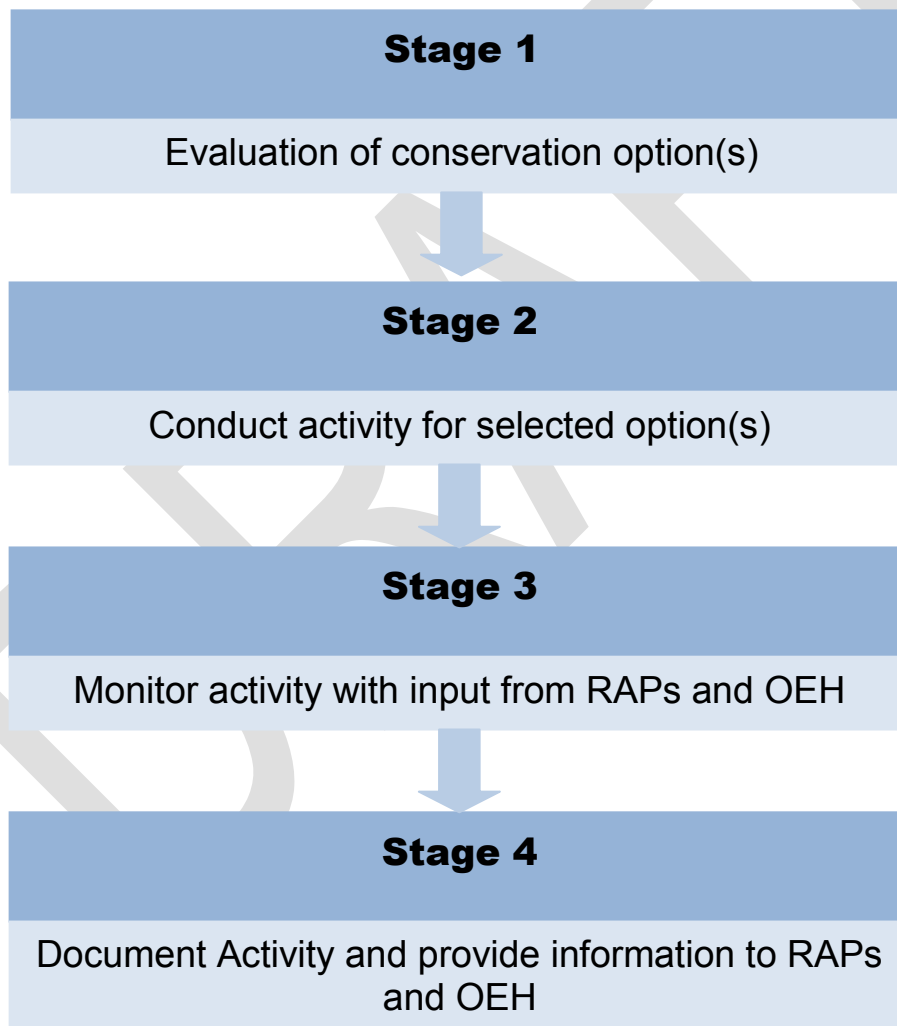 Stage 1
Evaluation of conservation option(s)
Stage 2
Conduct activity for selected option(s)
Stage 3
Monitor activity with input from RAPs and OEH
Stage 4
Document Activity and provide information to RAPs
and OEH